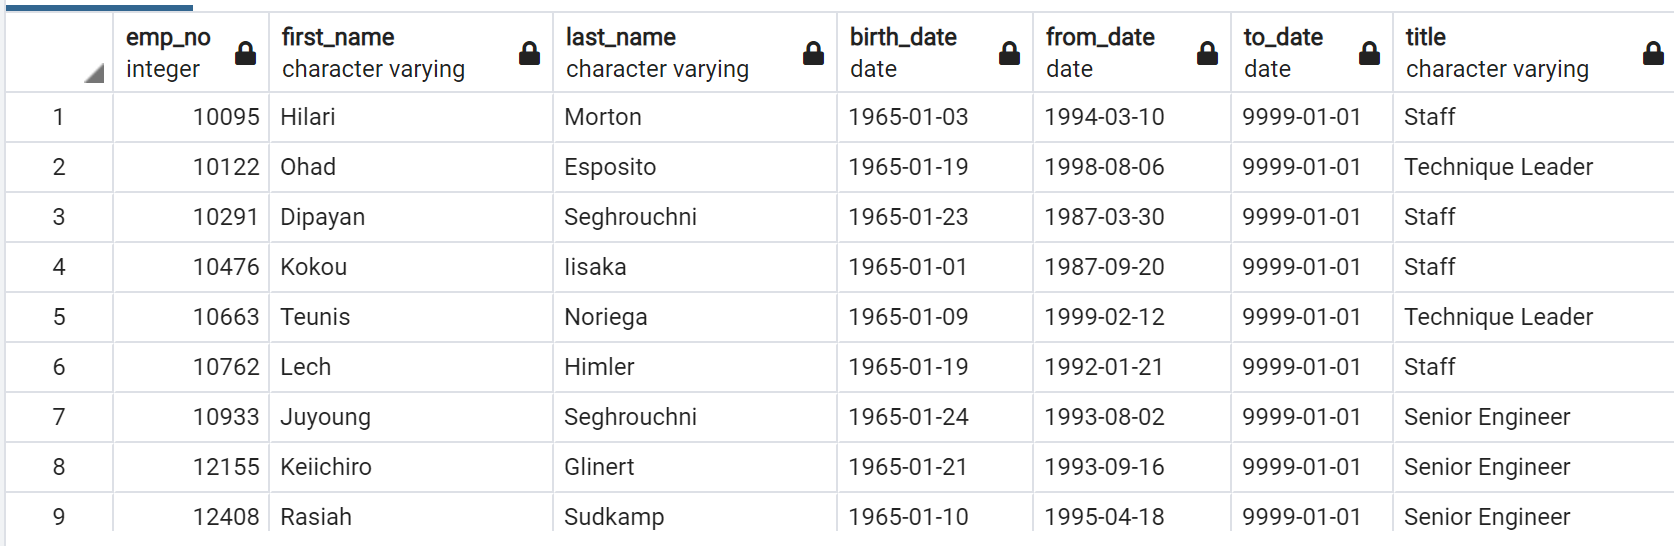 emp_no first_name last_name birth_date from_date to_date title
integer character varying character varying date date date character varying
1 10095 Hilari Morton 1965-01-03 1994-03-10 9999-01-01 Staff
2 10122 Ohad Esposito 1965-01-19 1998-08-06 9999-01-01 Technique Leader
3 10291 Dipayan Seghrouchni 1965-01-23 1987-03-30 9999-01-01 Staff
4 10476 Kokou Iisaka 1965-01-01 1987-09-20 9999-01-01 Staff
5 10663 Teunis Noriega 1965-01-09 1999-02-12 9999-01-01 Technique Leader
6 10762 Lech Himler 1965-01-19 1992-01-21 9999-01-01 Staff
7 10933 Juyoung Seghrouchni 1965-01-24 1993-08-02 9999-01-01 Senior Engineer
8 12155 Keiichiro Glinert 1965-01-21 1993-09-16 9999-01-01 Senior Engineer
9 12408 Rasiah Sudkamp 1965-01-10 1995-04-18 9999-01-01 Senior Engineer